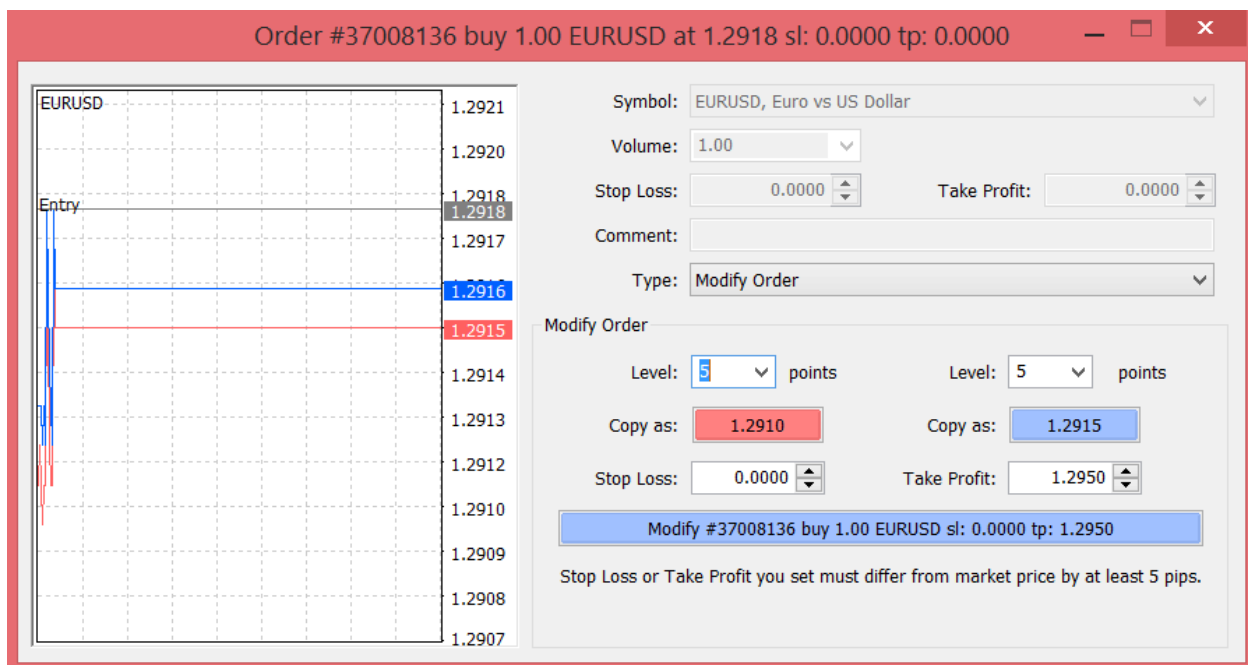 Order #37008136 buy 1.00 EURUSD at 1.2918 sl: 0.0000 tp: 0.0000
EURUSD
1.2921
1.2920
1.2918
Entry
1.2918
1.2917
1.2916
1.2915
1.2914
1.2913
1.2912
1.2910
1.2909
1.2908
1.2907
Symbol: EURUSD, Euro vs US Dollar
Volume: 1.00
Stop Loss: 0.0000 Take Profit: 0.0000
Comment:
Type: Modify Order
Modify Order
Level: 5 points Level: 5 points
Copy as: 1.2910 Copy as: 1.2915
Stop Loss: 0.0000 Take Profit: 1.2950
Modify #37008136 buy 1.00 EURUSD sl: 0.0000 tp: 1.2950
Stop Loss or Take Profit you set must differ from market price by at least 5 pips.